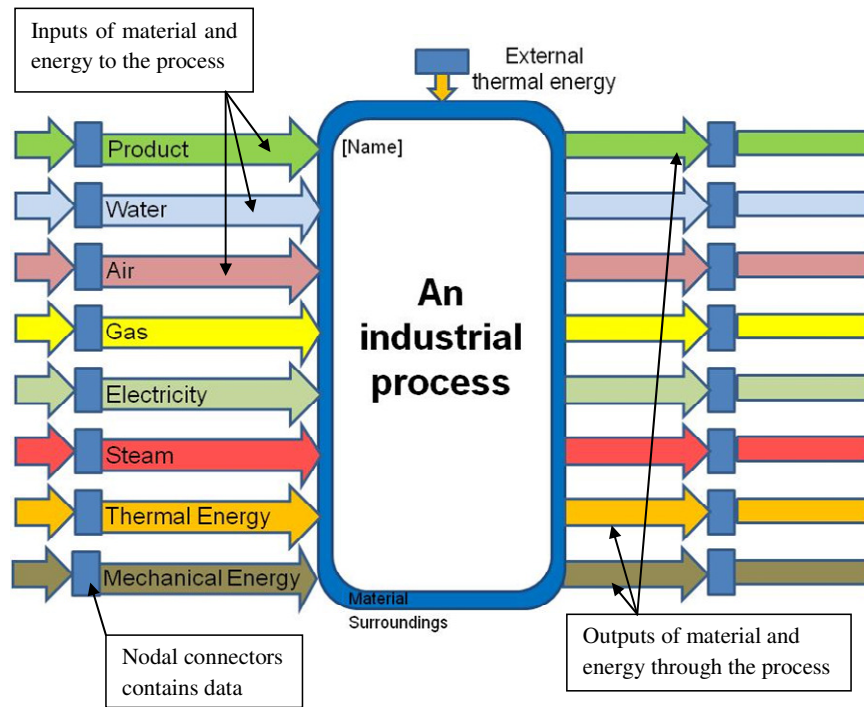 Inputs of material and
energy to the process
External
thermal energy
[Name]
Product
Water
Air
Gas
Electricity
Steam
Thermal Energy
Mechanical Energy
An
industrial
process
Material
Surroundings
Nodal connectors
contains data
Outputs of material and
energy through the process